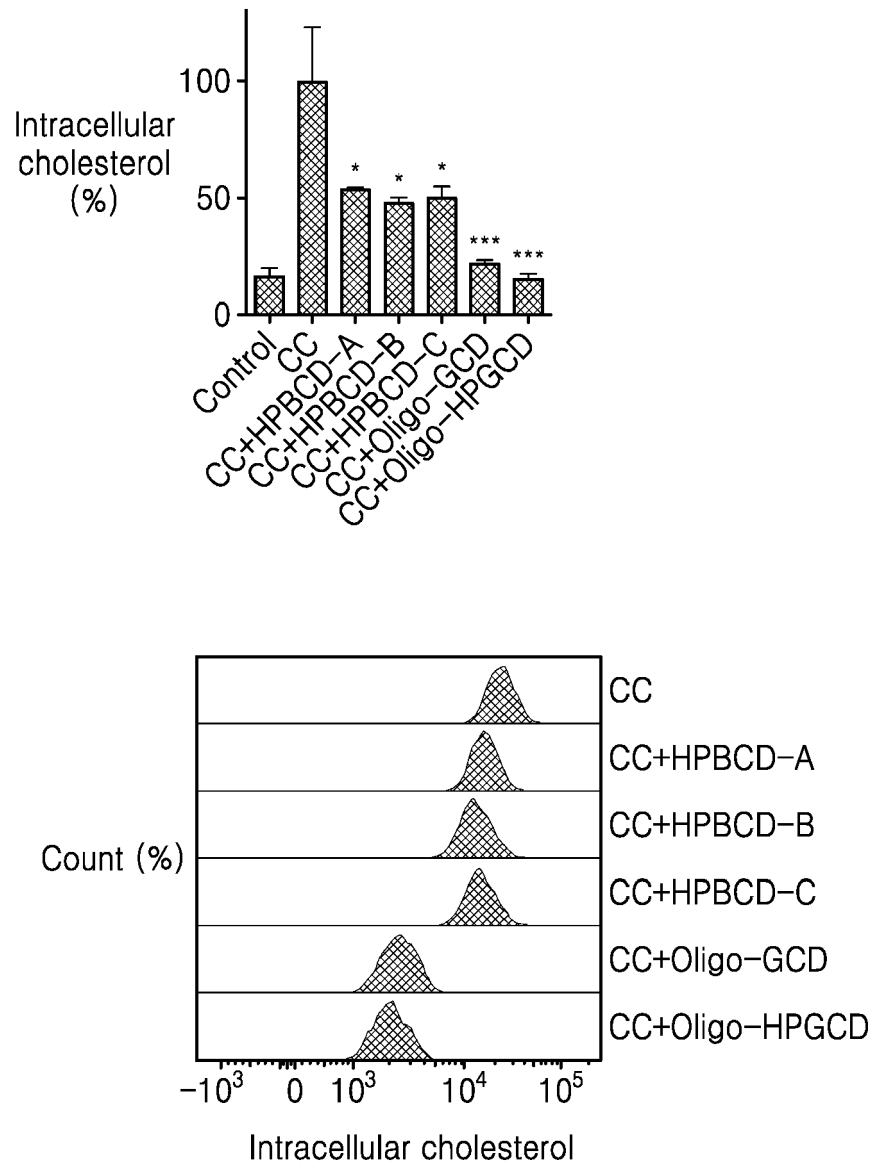 Intracellular
cholesterol
(%)
100
50
0
*
*
*
***
***
Control
CC
CC+HPBCD-A
CC+HPBCD-B
CC+HPBCD-C
CC+Oligo-GCD
CC+Oligo-HPGCD
Count (%)
CC
CC+HPBCD-A
CC+HPBCD-B
CC+HPBCD-C
CC+Oligo-GCD
CC+Oligo-HPGCD
-10³ 0 10³ 10⁴ 10⁵
Intracellular cholesterol